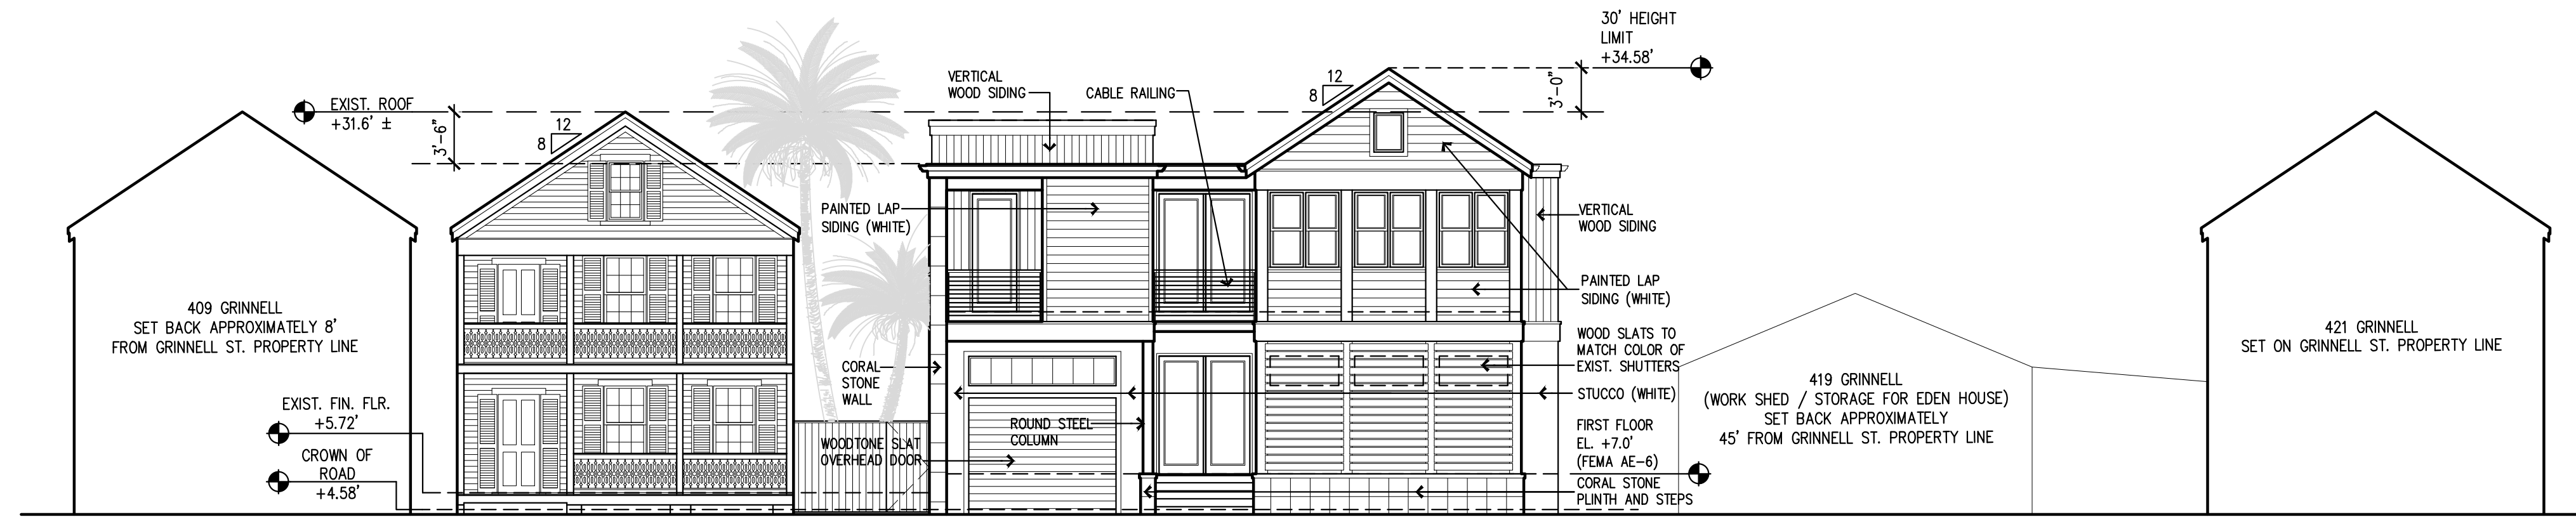 EXIST. ROOF
+31.6' ±
3'-6"
12
8
409 GRINNELL
SET BACK APPROXIMATELY 8'
FROM GRINNELL ST. PROPERTY LINE
EXIST. FIN. FLR.
+5.72'
CROWN OF
ROAD
+4.58'
VERTICAL
WOOD SIDING
CABLE RAILING
PAINTED LAP
SIDING (WHITE)
CORAL
STONE
WALL
WOODTONE SLAT
OVERHEAD DOOR
ROUND STEEL
COLUMN
12
8
30' HEIGHT
LIMIT
+34.58'
3'-0"
VERTICAL
WOOD SIDING
PAINTED LAP
SIDING (WHITE)
WOOD SLATS TO
MATCH COLOR OF
EXIST. SHUTTERS
STUCCO (WHITE)
FIRST FLOOR
EL. +7.0'
(FEMA AE-6)
CORAL STONE
PLINTH AND STEPS
419 GRINNELL
(WORK SHED / STORAGE FOR EDEN HOUSE)
SET BACK APPROXIMATELY
45' FROM GRINNELL ST. PROPERTY LINE
421 GRINNELL
SET ON GRINNELL ST. PROPERTY LINE